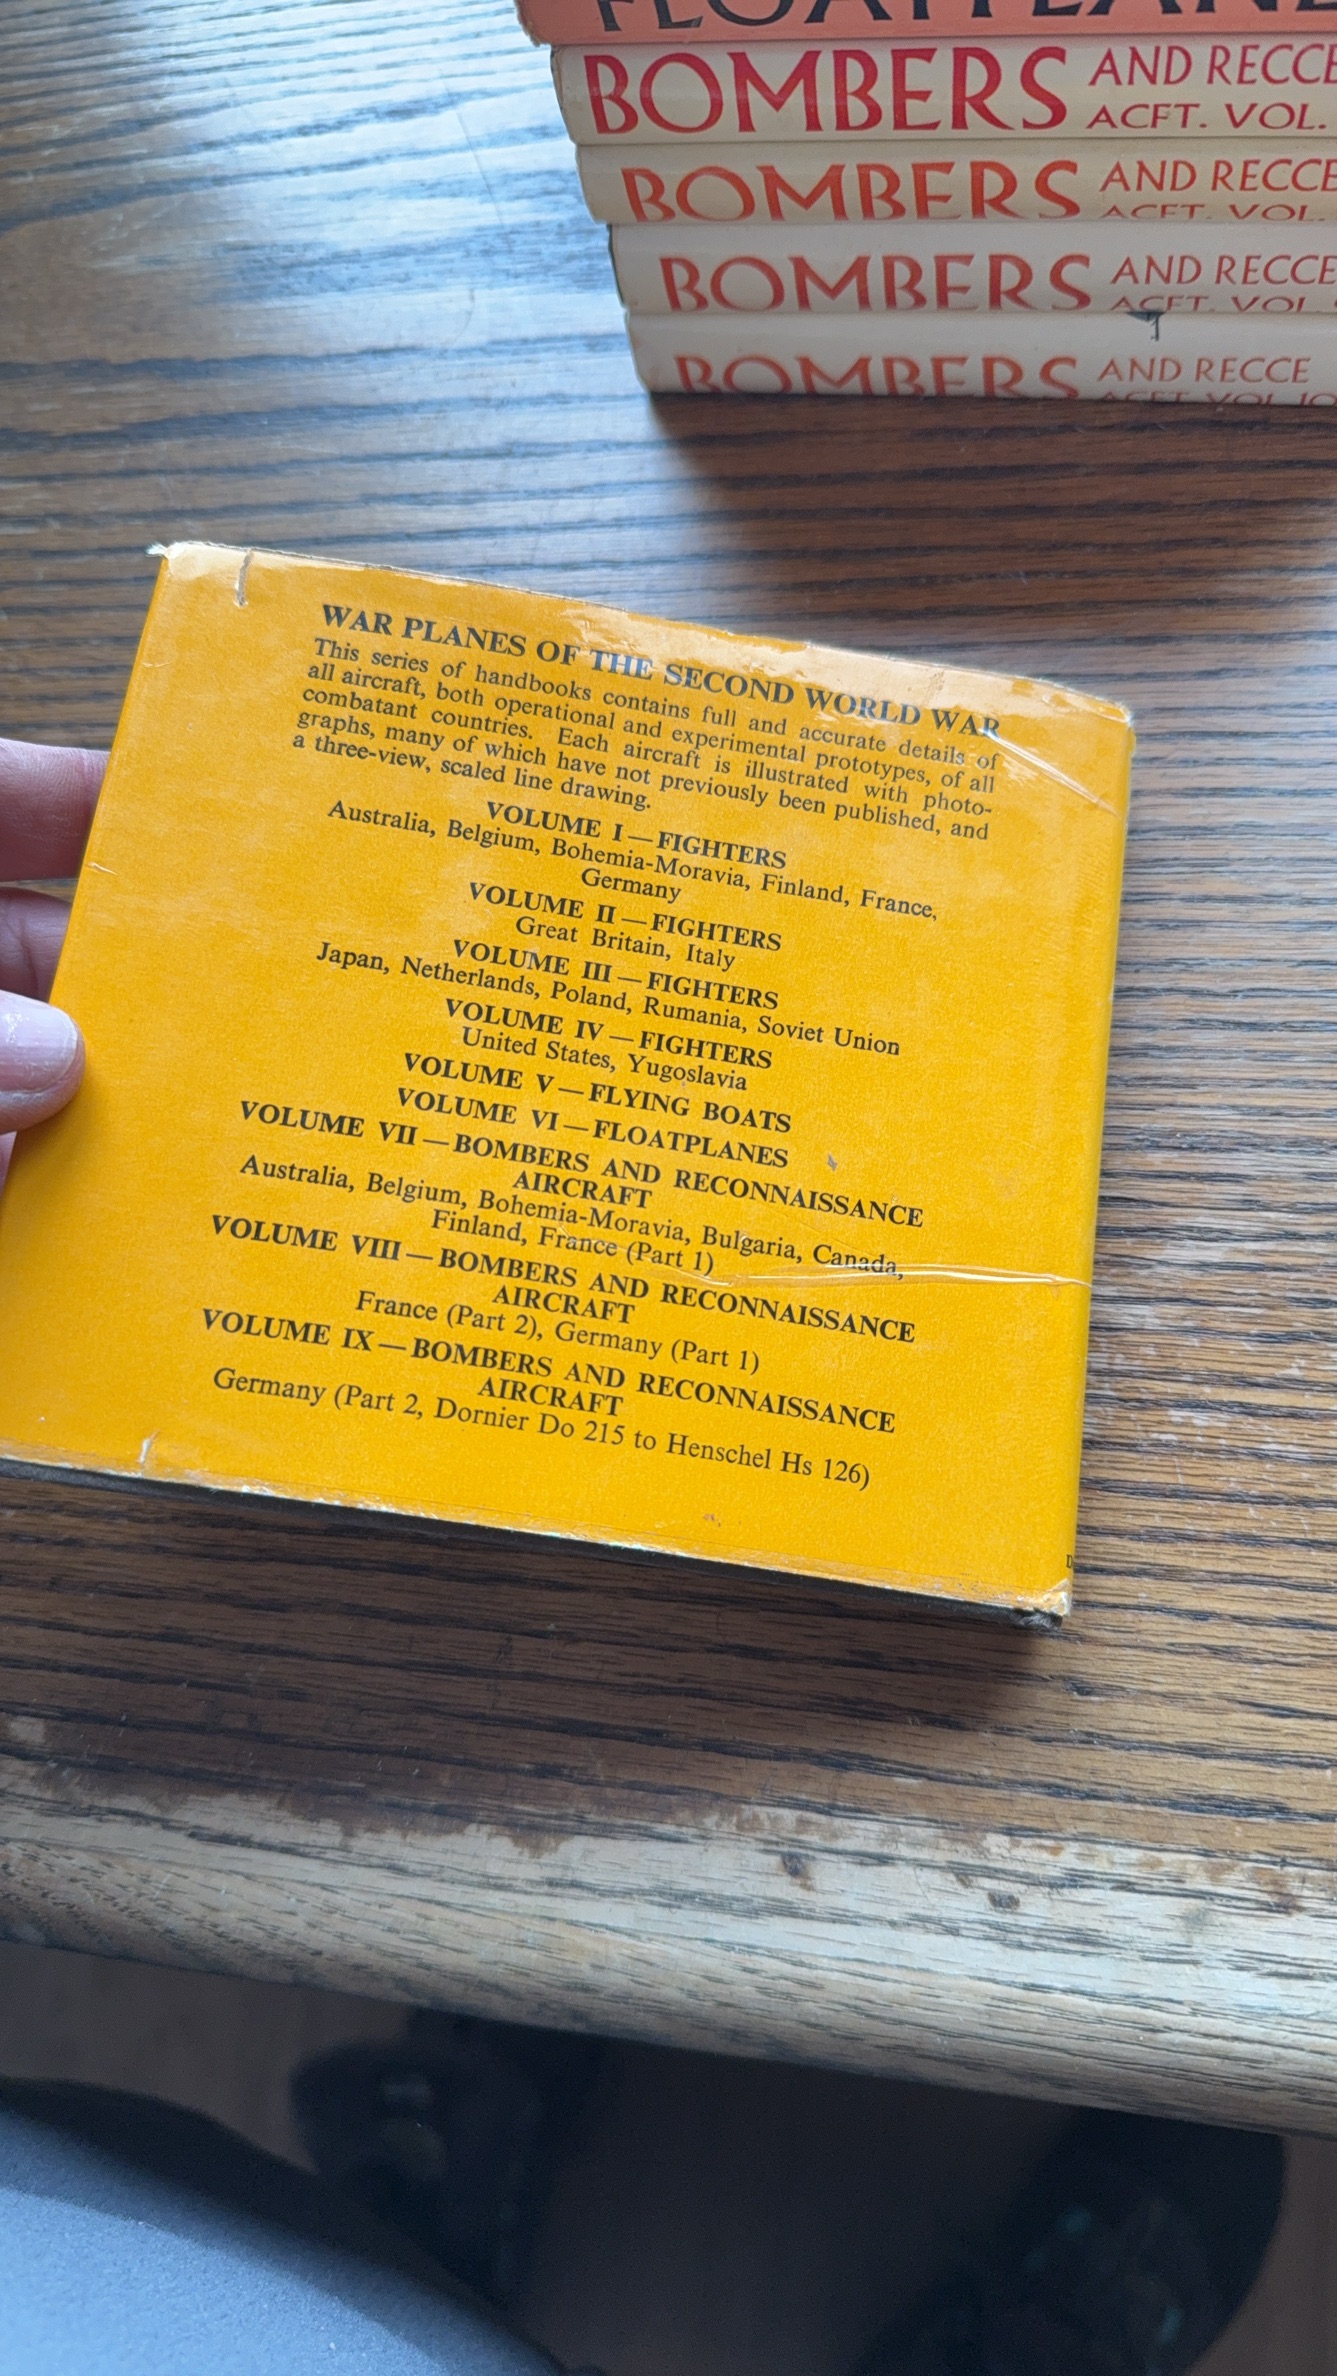 BOMBERS AND RECCE
ACFT. VOL.
BOMBERS AND RECCE
ACFT. VOL.
BOMBERS AND RECCE
ACFT. VOL.
BOMBERS AND RECCE
ACFT. VOL 10
WAR PLANES OF THE SECOND WORLD WAR
This series of handbooks contains full and accurate details of
all aircraft, both operational and experimental prototypes, of all
combatant countries. Each aircraft is illustrated with photo-
graphs, many of which have not previously been published, and
a three-view, scaled line drawing.
VOLUME I—FIGHTERS
Australia, Belgium, Bohemia-Moravia, Finland, France,
Germany
VOLUME II—FIGHTERS
Great Britain, Italy
VOLUME III—FIGHTERS
Japan, Netherlands, Poland, Rumania, Soviet Union
VOLUME IV—FIGHTERS
United States, Yugoslavia
VOLUME V—FLYING BOATS
VOLUME VI—FLOATPLANES
VOLUME VII—BOMBERS AND RECONNAISSANCE
AIRCRAFT
Australia, Belgium, Bohemia-Moravia, Bulgaria, Canada,
Finland, France (Part 1)
VOLUME VIII—BOMBERS AND RECONNAISSANCE
AIRCRAFT
France (Part 2), Germany (Part 1)
VOLUME IX—BOMBERS AND RECONNAISSANCE
AIRCRAFT
Germany (Part 2, Dornier Do 215 to Henschel Hs 126)